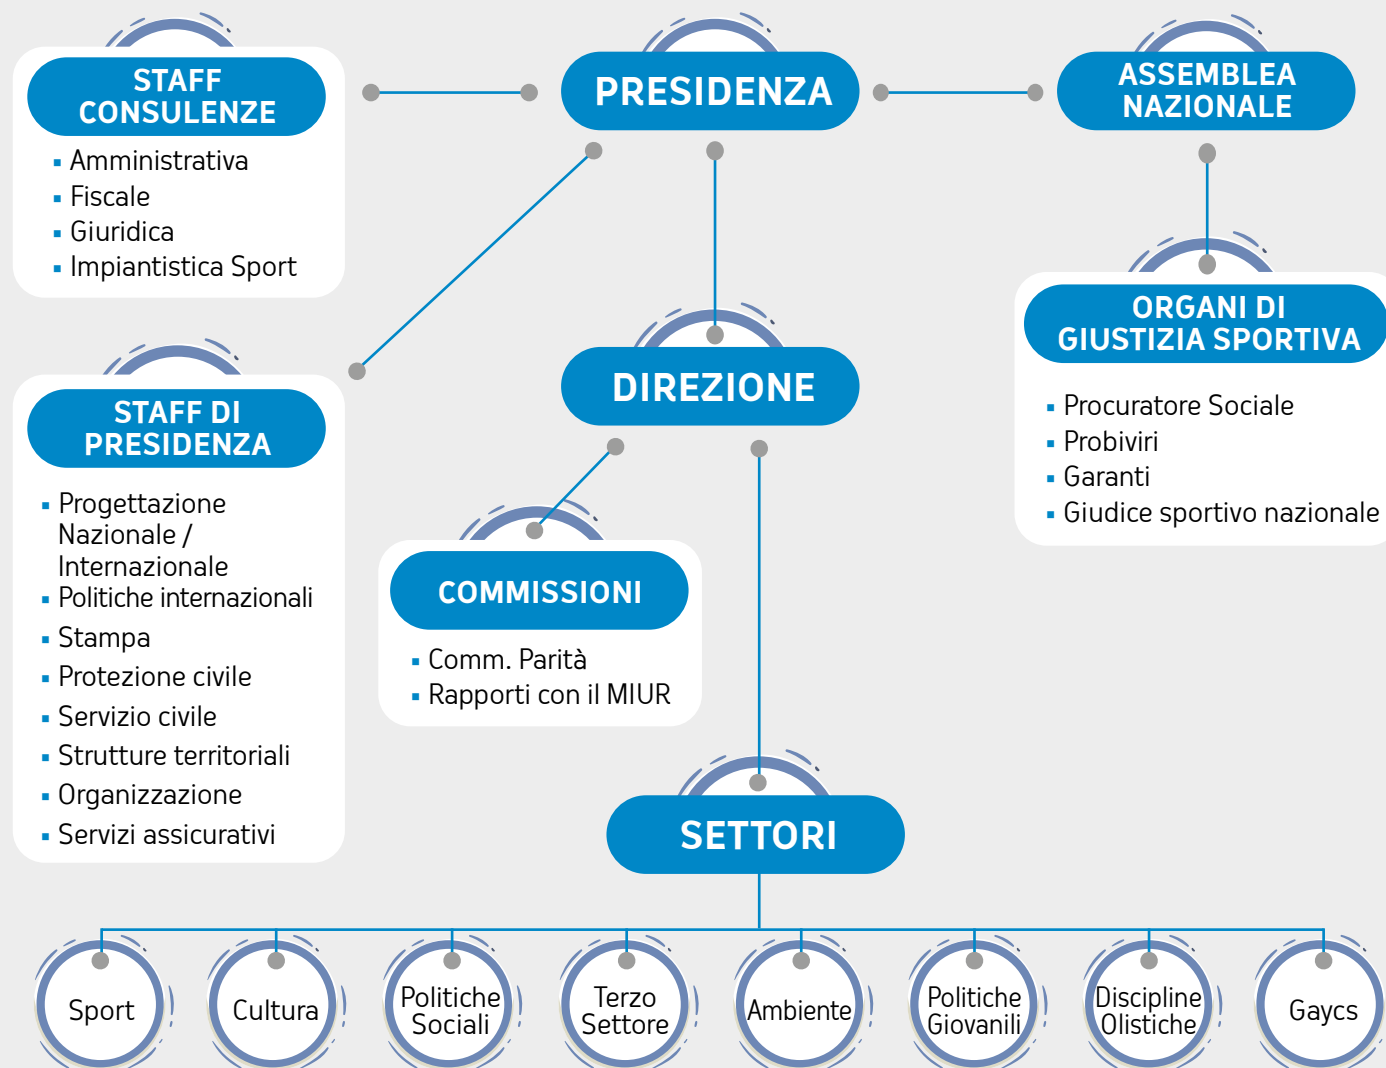 STAFF
CONSULENZE
Amministrativa
Fiscale
Giuridica
Impiantistica Sport
PRESIDENZA
ASSEMBLEA
NAZIONALE
ORGANI DI
GIUSTIZIA SPORTIVA
Procuratore Sociale
Probiviri
Garanti
Giudice sportivo nazionale
STAFF DI
PRESIDENZA
Progettazione
Nazionale /
Internazionale
Politiche internazionali
Stampa
Protezione civile
Servizio civile
Strutture territoriali
Organizzazione
Servizi assicurativi
DIREZIONE
COMMISSIONI
Comm. Parità
Rapporti con il MIUR
SETTORI
Sport
Cultura
Politiche
Sociali
Terzo
Settore
Ambiente
Politiche
Giovanili
Discipline
Olistiche
Gaycs